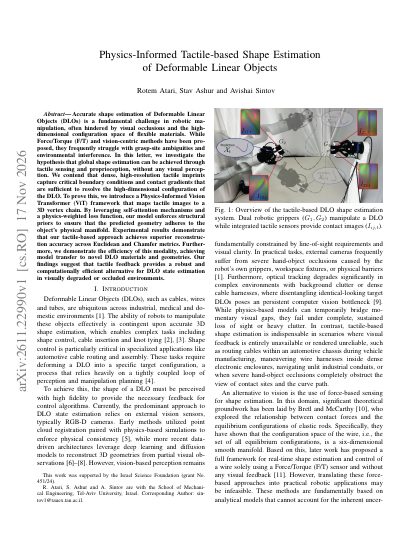 Physics-Informed Tactile-based Shape Estimation
of Deformable Linear Objects
Rotem Atari, Stav Ashur and Avishai Sintov
arXiv:2611.22990v1 [cs.RO] 17 Nov 2026
Abstract— Accurate shape estimation of Deformable Linear
Objects (DLOs) is a fundamental challenge in robotic ma-
nipulation, often hindered by visual occlusions and the high-
dimensional configuration space of flexible materials. While
Force/Torque (F/T) and vision-centric methods have been pro-
posed, they frequently struggle with grasp-site ambiguities and
environmental interference. In this letter, we investigate the
hypothesis that global shape estimation can be achieved through
tactile sensing and proprioception, without any visual perception.
We contend that dense, high-resolution tactile imprints
capture critical boundary conditions and contact gradients that
are sufficient to resolve the high-dimensional configuration of the
DLO. To prove this, we introduce a Physics-Informed Vision
Transformer (ViT) framework that maps tactile images to a
3D vertex chain. By leveraging self-attention mechanisms and
a physics-weighted loss function, our model enforces structural
priors to ensure that the predicted geometry adheres to the
object's physical manifold. Experimental results demonstrate
that our tactile-based approach achieves superior reconstruc-
tion accuracy across Euclidean and Chamfer metrics. Fur-
thermore, we demonstrate the efficiency of this modality, achieving
model transfer to novel DLO materials and geometries. Our
findings suggest that tactile feedback provides a robust and
computationally efficient alternative for DLO state estimation
in visually degraded or occluded environments.
I. INTRODUCTION
Deformable Linear Objects (DLOs), such as cables, wires
and tubes, are ubiquitous across industrial, medical and do-
mestic environments [1]. The ability of robots to manipulate
these objects effectively is contingent upon accurate 3D
shape estimation, which enables complex tasks including
shape control, cable insertion and knot tying [2], [3]. Shape
control is particularly critical in specialized applications like
automotive cable routing and assembly. These tasks require
deforming a DLO into a specific target configuration, a
process that relies heavily on a tightly coupled loop of
perception and manipulation planning [4].
To achieve this, the shape of a DLO must be perceived
with high fidelity to provide the necessary feedback for
control algorithms. Currently, the predominant approach to
DLO state estimation relies on external vision sensors,
typically RGB-D cameras. Early methods utilized point
cloud registration paired with physics-based simulations to
enforce physical consistency [5], while more recent data-
driven approaches leverage deep learning and diffusion
models to reconstruct 3D geometries from partial visual ob-
servations [6]–[8]. However, vision-based perception remains
This work was supported by the Israel Science Foundation (grant No.
451/24).
R. Atari, S. Ashur and A. Sintov are with the School of Mechani-
cal Engineering, Tel-Aviv University, Israel. Corresponding Author: sin-
tov1@tauex.tau.ac.il
Fig. 1: Overview of the tactile-based DLO shape estimation
system. Dual robotic grippers (G1, G2) manipulate a DLO
while integrated tactile sensors provide contact images (Ii,j,t).
fundamentally constrained by line-of-sight requirements and
visual clarity. In practical tasks, external cameras frequently
suffer from severe hand-object occlusions caused by the
robot's own grippers, workspace fixtures, or physical barriers
[1]. Furthermore, optical tracking degrades significantly in
complex environments with background clutter or dense
cable harnesses, where disentangling identical-looking target
DLOs poses an persistent computer vision bottleneck [9].
While physics-based models can temporarily bridge mo-
mentary visual gaps, they fail under complete, sustained
loss of sight or heavy clutter. In contrast, tactile-based
shape estimation is indispensable in scenarios where visual
feedback is entirely unavailable or rendered unreliable, such
as routing cables within an automotive chassis during vehicle
manufacturing, maneuvering wire harnesses inside dense
electronic enclosures, navigating unlit industrial conduits, or
when severe hand-object occlusions completely obstruct the
view of contact sites and the curve path.
An alternative to vision is the use of force-based sensing
for shape estimation. In this domain, significant theoretical
groundwork has been laid by Bretl and McCarthy [10], who
explored the relationship between contact forces and the
equilibrium configurations of elastic rods. Specifically, they
have shown that the configuration space of the wire, i.e., the
set of all equilibrium configurations, is a six-dimensional
smooth manifold. Based on this, later work has proposed a
full framework for real-time shape estimation and control of
a wire solely using a Force/Torque (F/T) sensor and without
any visual feedback [11]. However, translating these force-
based approaches into practical robotic applications may
be infeasible. These methods are fundamentally based on
analytical models that cannot account for the inherent uncer-